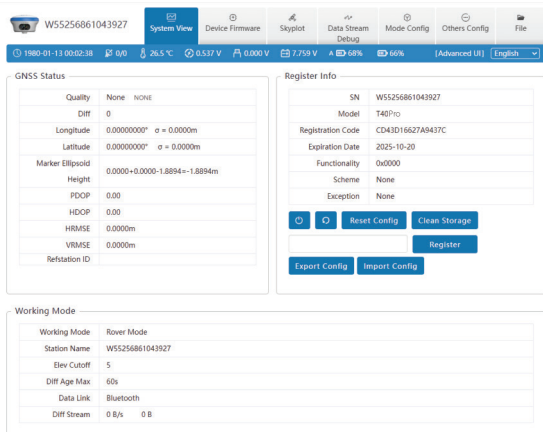 W55256861043927
System View
Device Firmware
Skyplot
Data Stream Debug
Mode Config
Others Config
File
1980-01-13 00:02:38 0/0 26.5 ℃ 0.537 V 0.000 V 7.759 V A 68% 66% [Advanced UI] English
GNSS Status
Quality None NONE
Diff 0
Longitude 0.00000000° σ = 0.0000m
Latitude 0.00000000° σ = 0.0000m
Marker Ellipsoid Height 0.0000+0.0000-1.8894=-1.8894m
PDOP 0.00
HDOP 0.00
HRMSE 0.0000m
VRMSE 0.0000m
Refstation ID
Register Info
SN W55256861043927
Model T40Pro
Registration Code CD43D16627A9437C
Expiration Date 2025-10-20
Functionality 0x0000
Scheme None
Exception None
Reset Config Clean Storage
Register
Export Config Import Config
Working Mode
Working Mode Rover Mode
Station Name W55256861043927
Elev Cutoff 5
Diff Age Max 60s
Data Link Bluetooth
Diff Stream 0 B/s 0 B